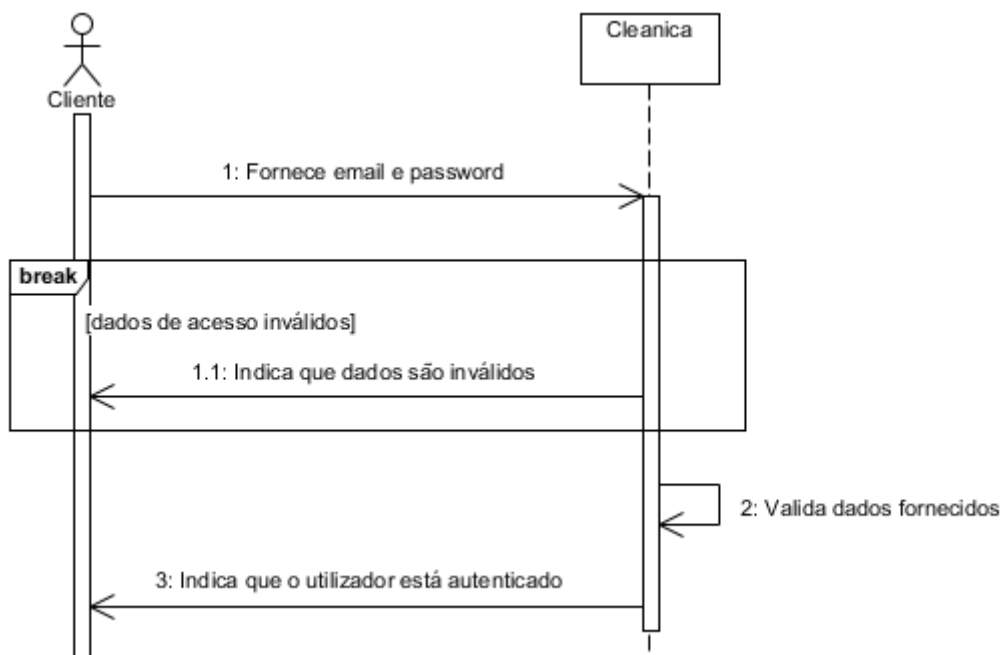 Cleanica
Cliente
1: Fornece email e password
break
[dados de acesso inválidos]
1.1: Indica que dados são inválidos
2: Valida dados fornecidos
3: Indica que o utilizador está autenticado